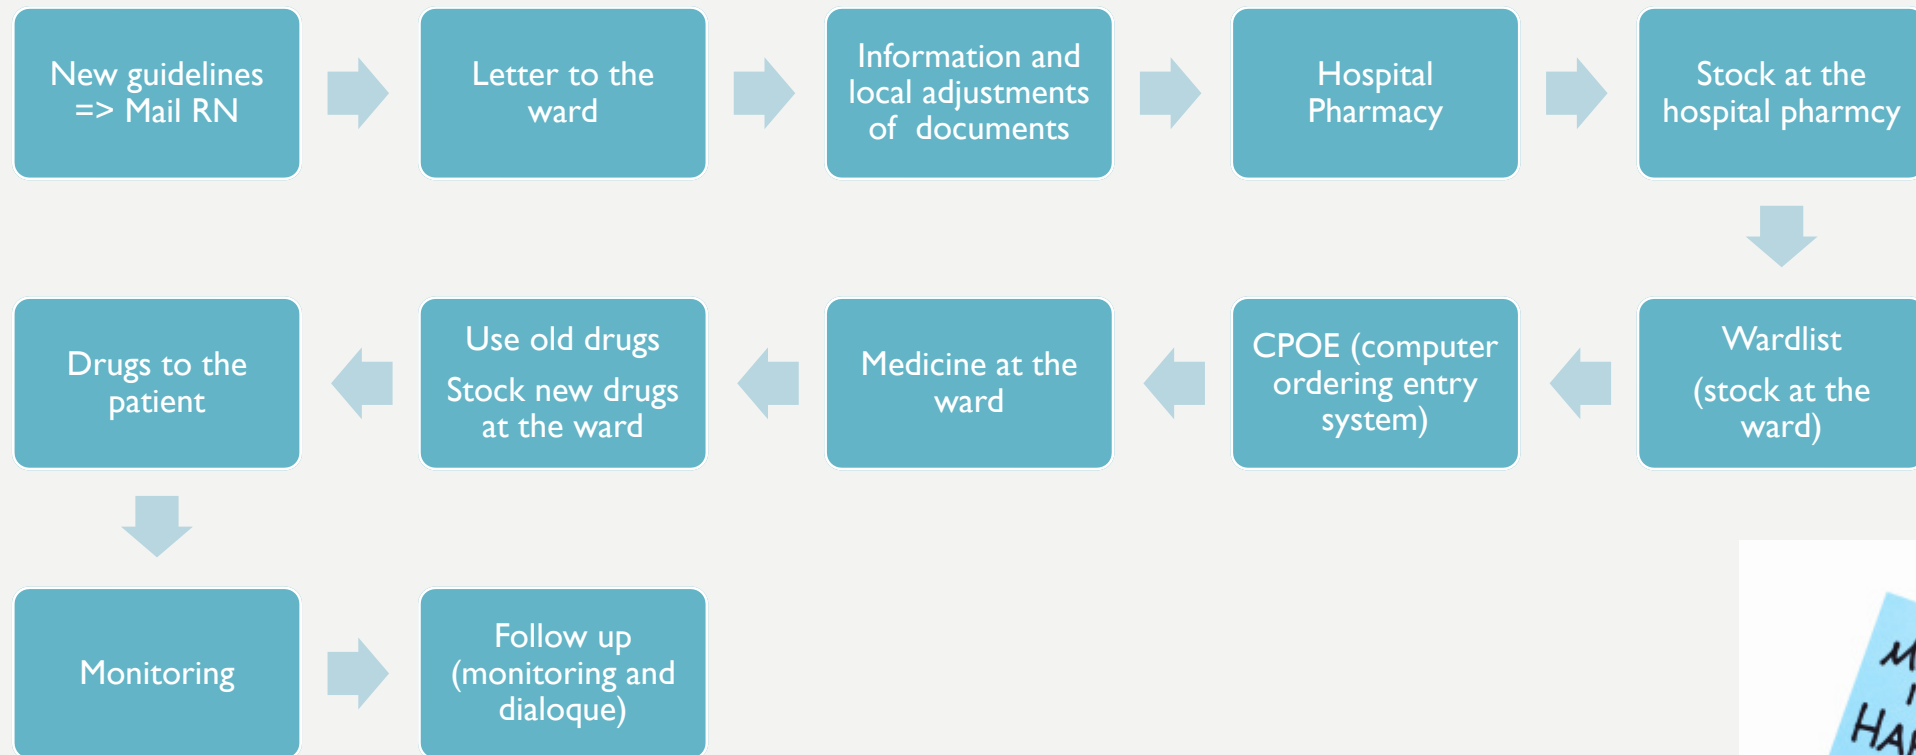 New guidelines
=> Mail RN
Letter to the
ward
Information and
local adjustments
of documents
Hospital
Pharmacy
Stock at the
hospital pharmcy
Wardlist
(stock at the
ward)
CPOE (computer
ordering entry
system)
Medicine at the
ward
Use old drugs
Stock new drugs
at the ward
Drugs to the
patient
Monitoring
Follow up
(monitoring and
dialoque)